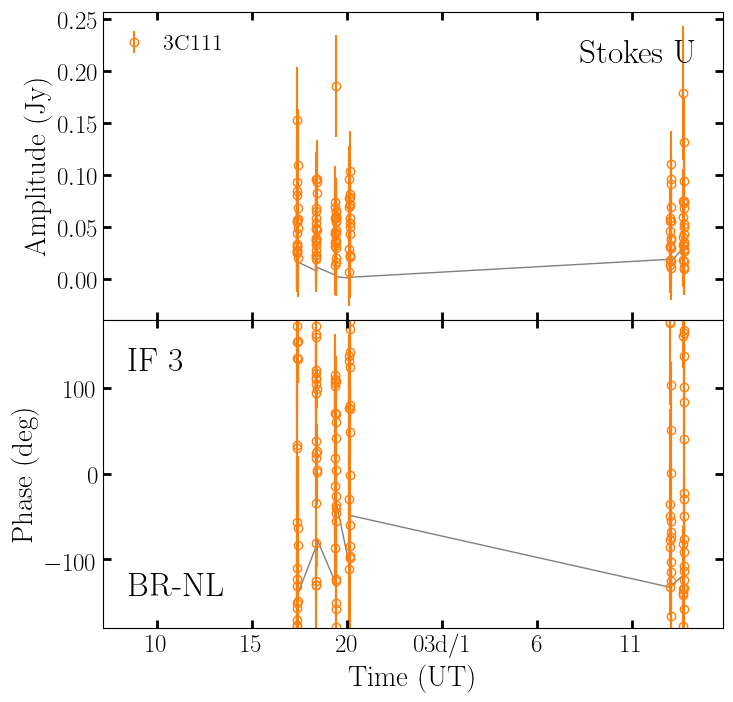 0.25
3C111
Stokes U
0.20
0.15
0.10
0.05
0.00
Amplitude (Jy)
IF 3
100
0
−100
Phase (deg)
BR-NL
10 15 20 03d/1 6 11
Time (UT)